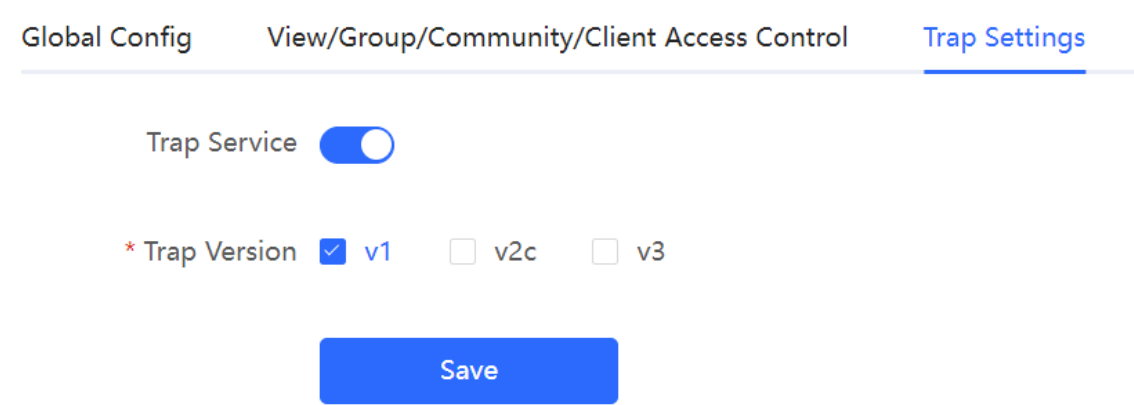 Global Config View/Group/Community/Client Access Control Trap Settings
Trap Service
* Trap Version v1 v2c v3
Save